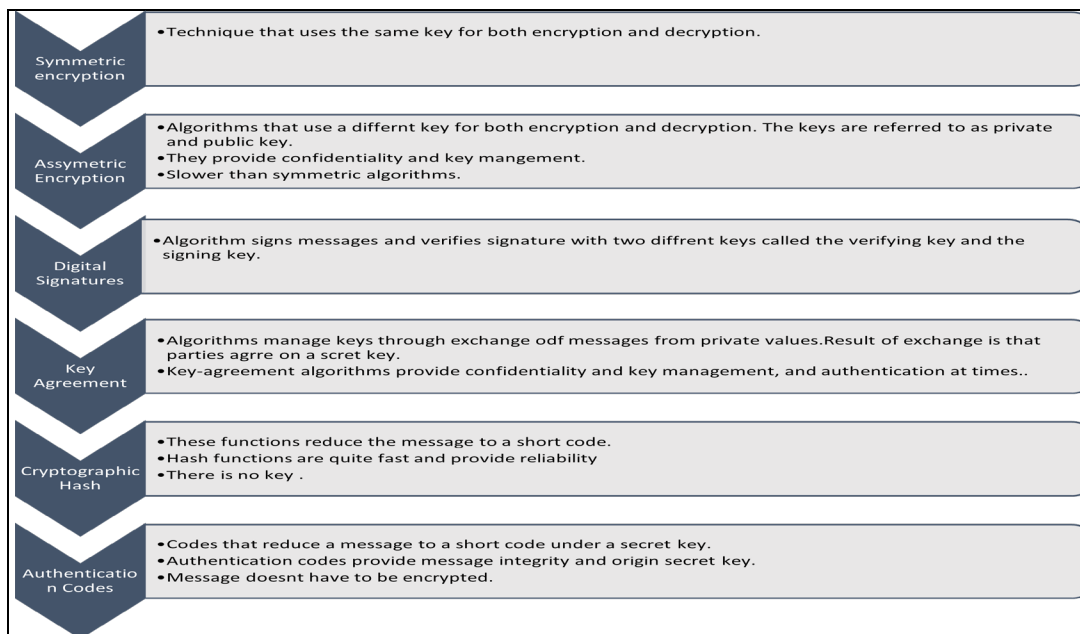 Symmetric
encryption
•Technique that uses the same key for both encryption and decryption.
Assymetric
Encryption
•Algorithms that use a differnt key for both encryption and decryption. The keys are referred to as private
and public key.
•They provide confidentiality and key mangement.
•Slower than symmetric algorithms.
Digital
Signatures
•Algorithm signs messages and verifies signature with two diffrent keys called the verifying key and the
signing key.
Key
Agreement
•Algorithms manage keys through exchange odf messages from private values.Result of exchange is that
parties agrre on a scret key.
•Key-agreement algorithms provide confidentiality and key management, and authentication at times..
Cryptographic
Hash
•These functions reduce the message to a short code.
•Hash functions are quite fast and provide reliability
•There is no key .
Authenticatio
n Codes
•Codes that reduce a message to a short code under a secret key.
•Authentication codes provide message integrity and origin secret key.
•Message doesnt have to be encrypted.